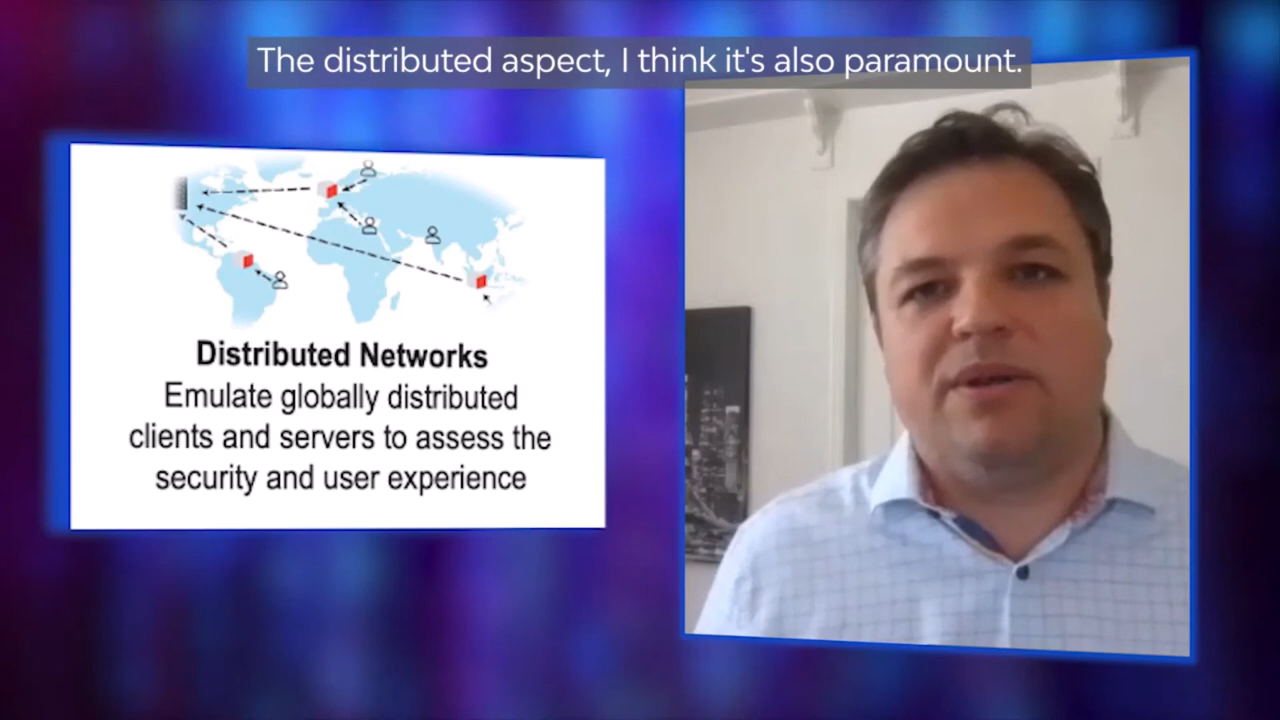 The distributed aspect, I think it's also paramount.
Distributed Networks
Emulate globally distributed
clients and servers to assess the
security and user experience